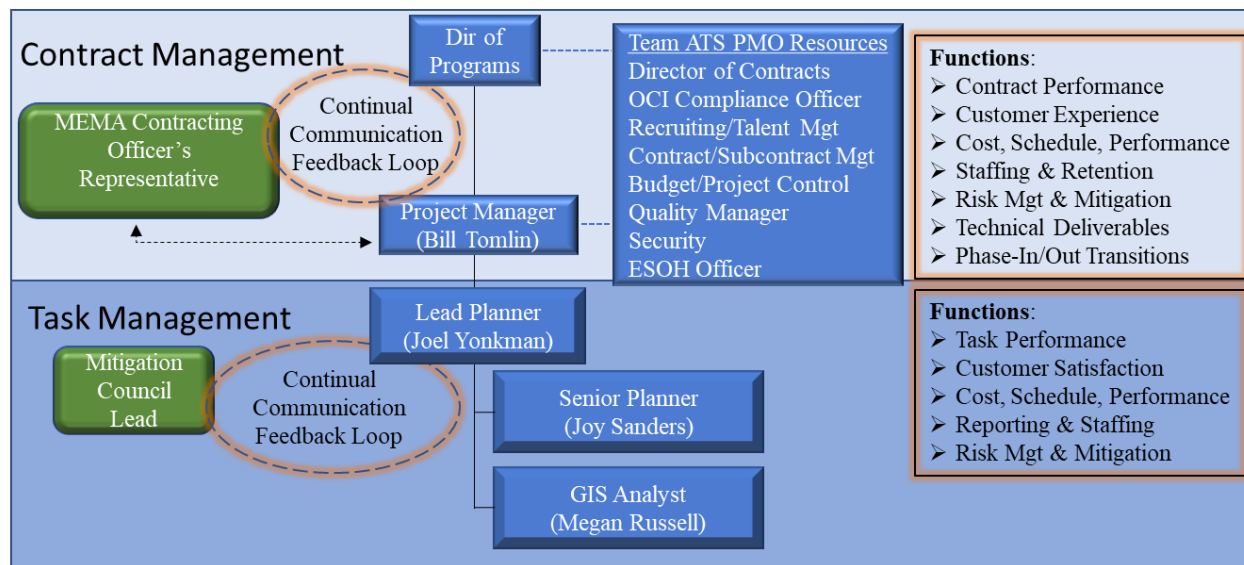 Contract Management
Dir of
Programs
MEMA Contracting
Officer's
Representative
Continual
Communication
Feedback Loop
Project Manager
(Bill Tomlin)
Team ATS PMO Resources
Director of Contracts
OCI Compliance Officer
Recruiting/Talent Mgt
Contract/Subcontract Mgt
Budget/Project Control
Quality Manager
Security
ESOH Officer
Functions:
➢ Contract Performance
➢ Customer Experience
➢ Cost, Schedule, Performance
➢ Staffing & Retention
➢ Risk Mgt & Mitigation
➢ Technical Deliverables
➢ Phase-In/Out Transitions
Task Management
Lead Planner
(Joel Yonkman)
Mitigation
Council
Lead
Continual
Communication
Feedback Loop
Senior Planner
(Joy Sanders)
GIS Analyst
(Megan Russell)
Functions:
➢ Task Performance
➢ Customer Satisfaction
➢ Cost, Schedule, Performance
➢ Reporting & Staffing
➢ Risk Mgt & Mitigation